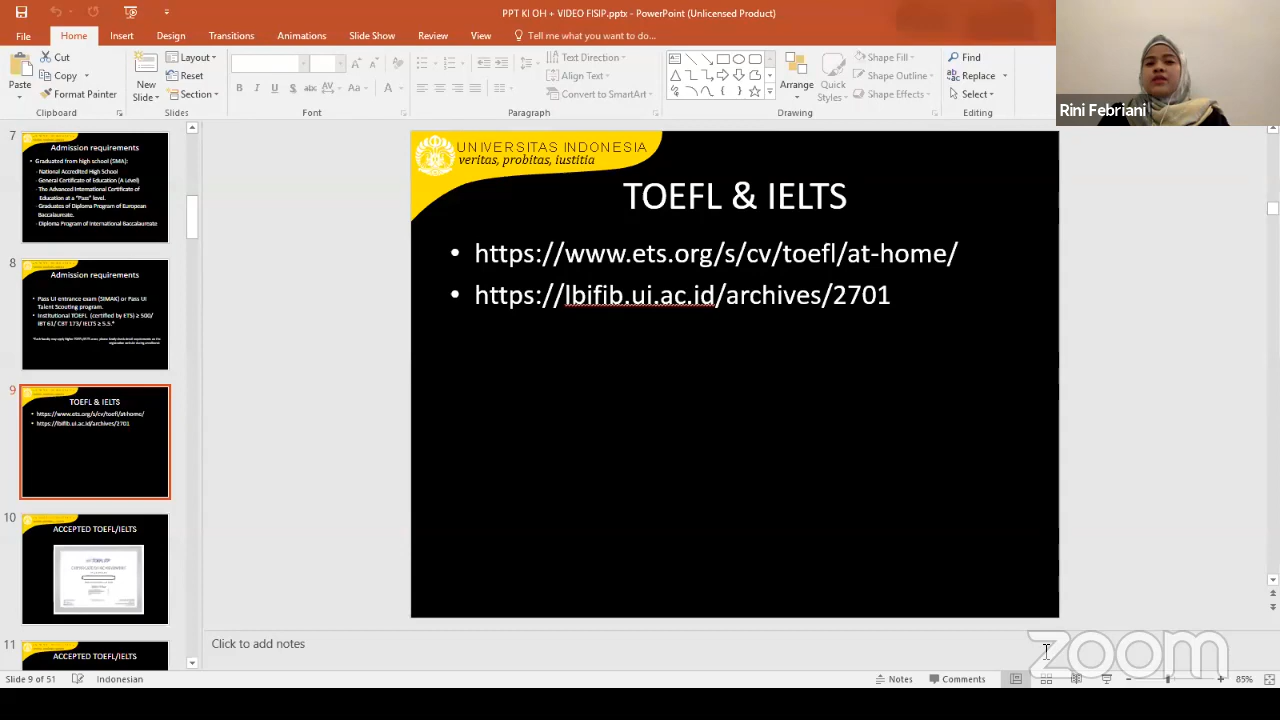 PPT KI OH + VIDEO FISIP.pptx - PowerPoint (Unlicensed Product)
File Home Insert Design Transitions Animations Slide Show Review View Tell me what you want to do...
Paste
Cut
Copy
Format Painter
Clipboard
New Slide
Layout
Reset
Section
Slides
B I U S abc AV Aa A
Font
Text Direction
Align Text
Convert to SmartArt
Paragraph
Arrange
Quick Styles
Shape Fill
Shape Outline
Shape Effects
Drawing
Find
Replace
Select
Editing
Rini Febriani
7
Admission requirements
• Graduated from high school (SMA):
- National Accredited High School
- General Certificate of Education (A Level)
- The Advanced International Certificate of
Education at a "Pass" level.
- Graduates of Diploma Program of European
Baccalaureate.
- Diploma Program of International Baccalaureate
8
Admission requirements
• Pass UI entrance exam (SIMAK) or Pass UI
Talent Scouting program.
• Institutional TOEFL (certified by ETS) ≥ 500/
iBT 61/ CBT 173/ IELTS ≥ 5.5.*
9
TOEFL & IELTS
• https://www.ets.org/s/cv/toefl/at-home/
• https://lbifib.ui.ac.id/archives/2701
10
ACCEPTED TOEFL/IELTS
11
ACCEPTED TOEFL/IELTS
UNIVERSITAS INDONESIA
veritas, probitas, iustitia
TOEFL & IELTS
• https://www.ets.org/s/cv/toefl/at-home/
• https://lbifib.ui.ac.id/archives/2701
Click to add notes
zoom
Slide 9 of 51 Indonesian Notes Comments 85%